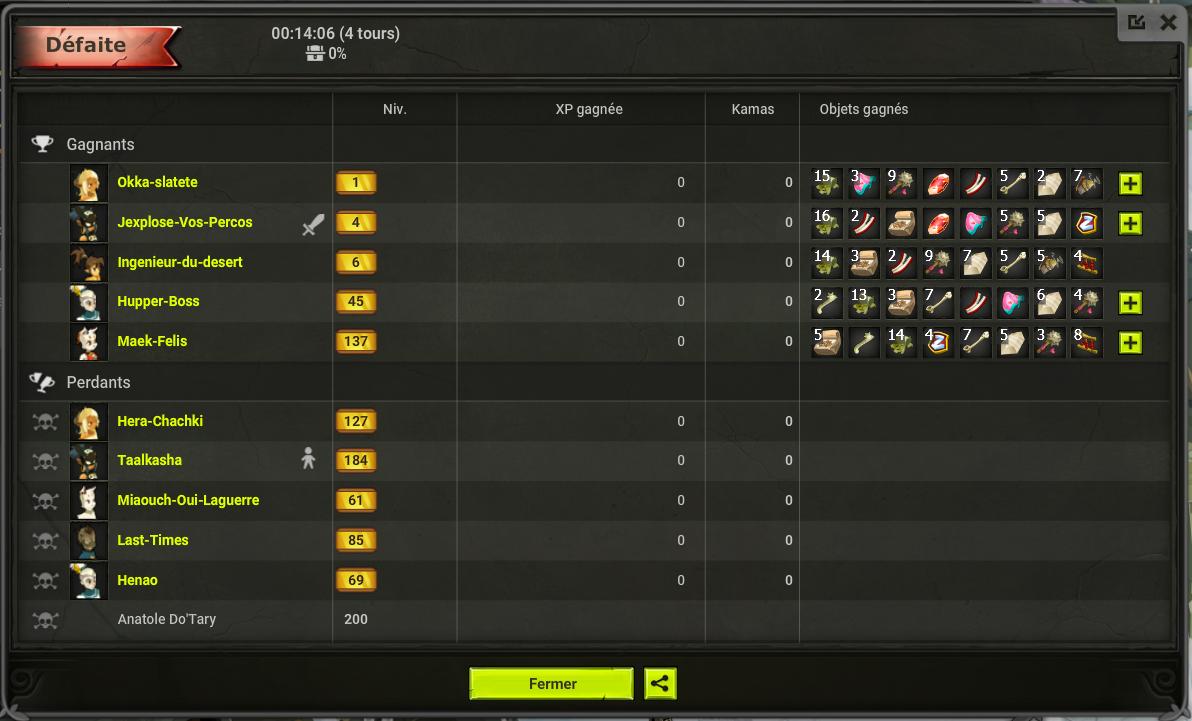 Défaite
00:14:06 (4 tours)
0%
Niv. XP gagnée Kamas Objets gagnés
Gagnants
Okka-slatete 1 0 0 15 3 9 5 2 7
Jexplose-Vos-Percos 4 0 0 16 2 5 5
Ingenieur-du-desert 6 0 0 14 3 2 9 7 5 5 4
Hupper-Boss 45 0 0 2 13 3 7 6 4
Maek-Felis 137 0 0 5 14 4 7 5 3 8
Perdants
Hera-Chachki 127 0 0
Taalkasha 184 0 0
Miaouch-Oui-Laguerre 61 0 0
Last-Times 85 0 0
Henao 69 0 0
Anatole Do'Tary 200
Fermer